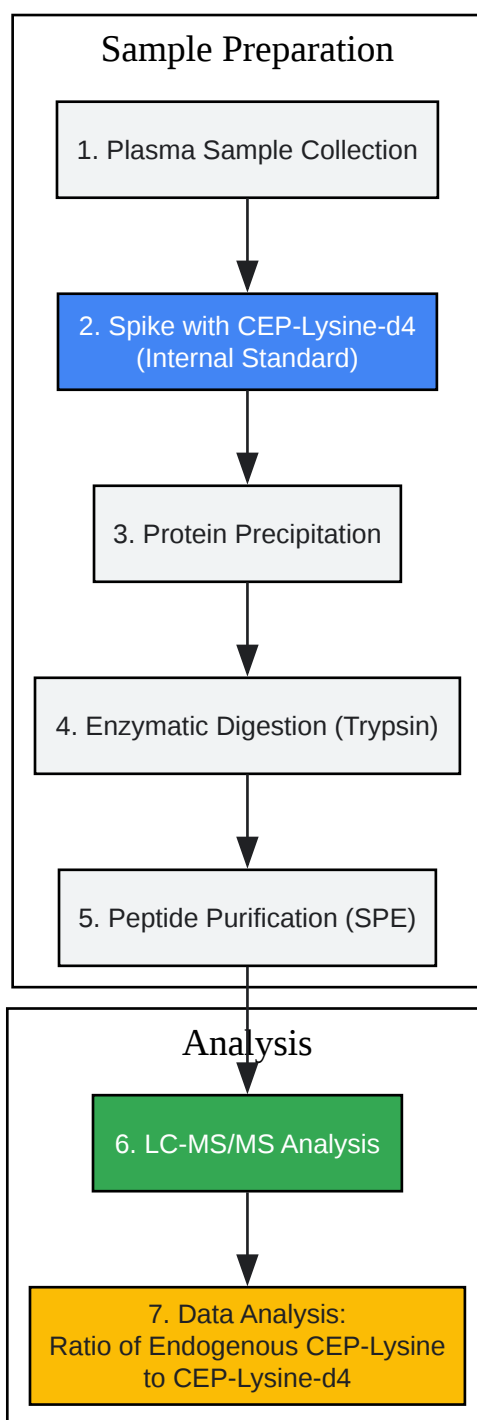 Sample Preparation
1. Plasma Sample Collection
2. Spike with CEP-Lysine-d4
(Internal Standard)
3. Protein Precipitation
4. Enzymatic Digestion (Trypsin)
5. Peptide Purification (SPE)
Analysis
6. LC-MS/MS Analysis
7. Data Analysis:
Ratio of Endogenous CEP-Lysine
to CEP-Lysine-d4